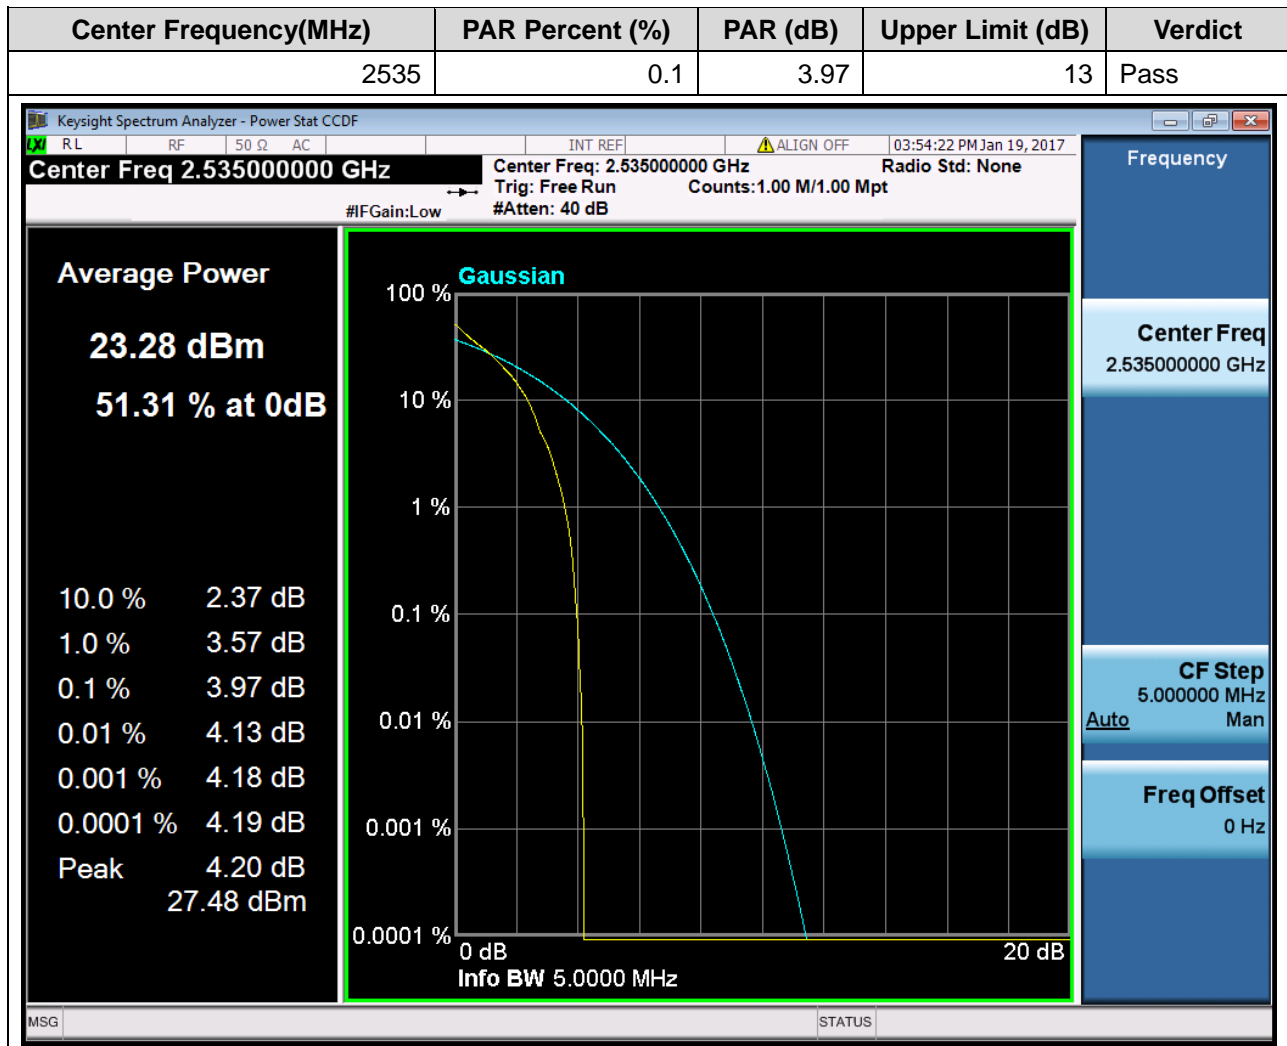 Center Frequency(MHz) PAR Percent (%) PAR (dB) Upper Limit (dB) Verdict
2535 0.1 3.97 13 Pass
Keysight Spectrum Analyzer - Power Stat CCDF
LXI RL RF 50 Ω AC INT REF ALIGN OFF 03:54:22 PM Jan 19, 2017
Center Freq 2.535000000 GHz
Center Freq: 2.535000000 GHz Radio Std: None
Trig: Free Run Counts:1.00 M/1.00 Mpt
#IFGain:Low #Atten: 40 dB
Average Power
23.28 dBm
51.31 % at 0dB
10.0 % 2.37 dB
1.0 % 3.57 dB
0.1 % 3.97 dB
0.01 % 4.13 dB
0.001 % 4.18 dB
0.0001 % 4.19 dB
Peak 4.20 dB
27.48 dBm
Gaussian
100 %
10 %
1 %
0.1 %
0.01 %
0.001 %
0.0001 %
0 dB 20 dB
Info BW 5.0000 MHz
Frequency
Center Freq
2.535000000 GHz
CF Step
5.000000 MHz
Auto Man
Freq Offset
0 Hz
MSG STATUS